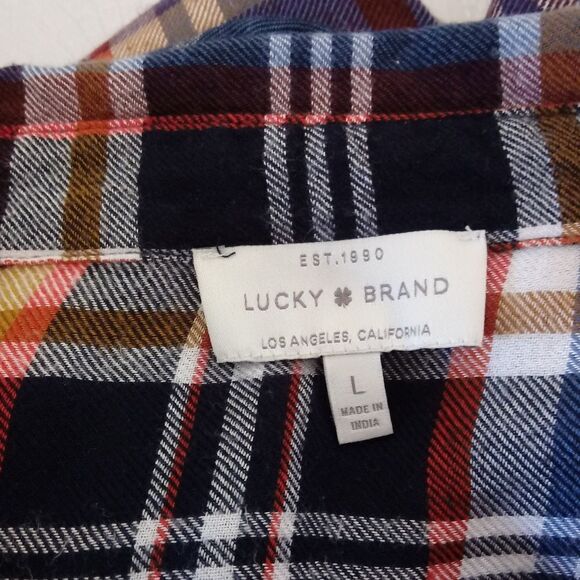 EST.1990
LUCKY BRAND
LOS ANGELES, CALIFORNIA
L
MADE IN
INDIA